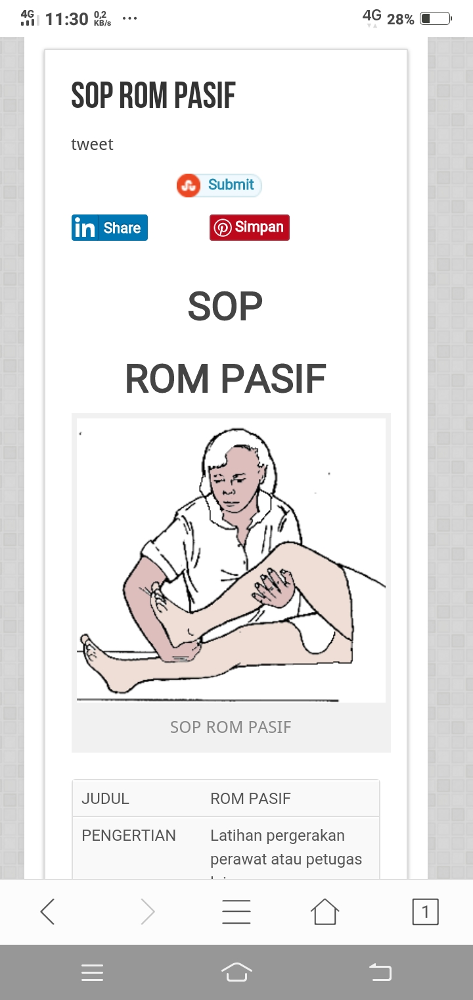 4G 11:30 0,2 KB/s ... 4G 28%
SOP ROM PASIF
tweet
Submit
in Share
Simpan
SOP
ROM PASIF
SOP ROM PASIF
JUDUL ROM PASIF
PENGERTIAN Latihan pergerakan
perawat atau petugas
1